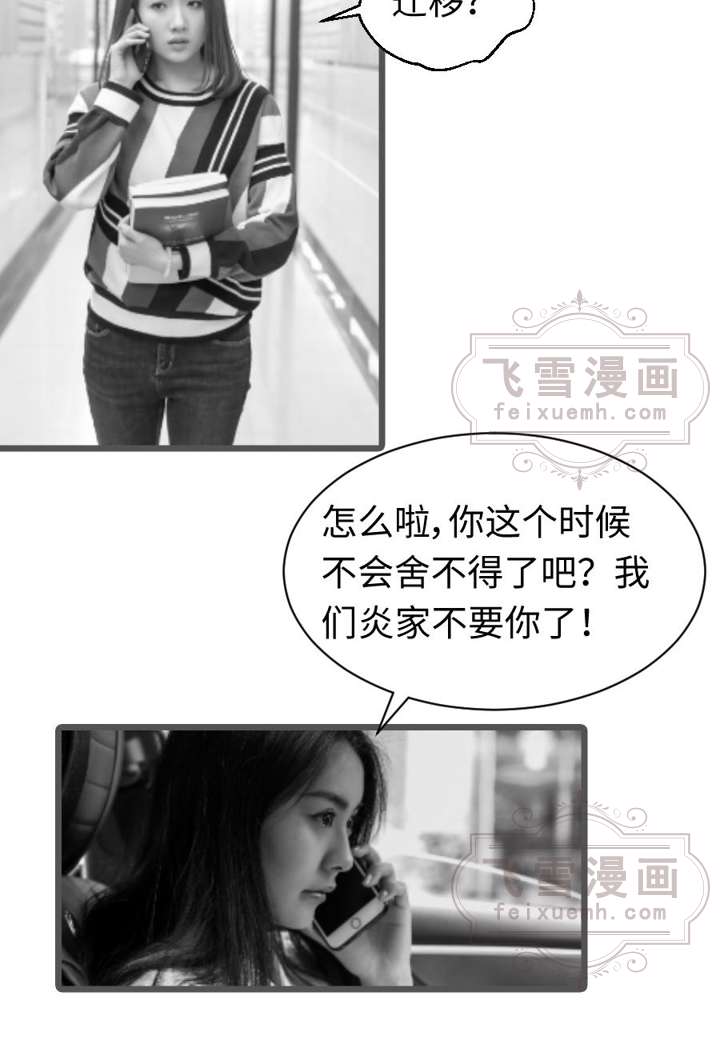 迁移？
飞雪漫画
feixuemh.com
怎么啦，你这个时候
不会舍不得了吧？我
们炎家不要你了！
飞雪漫画
feixuemh.com